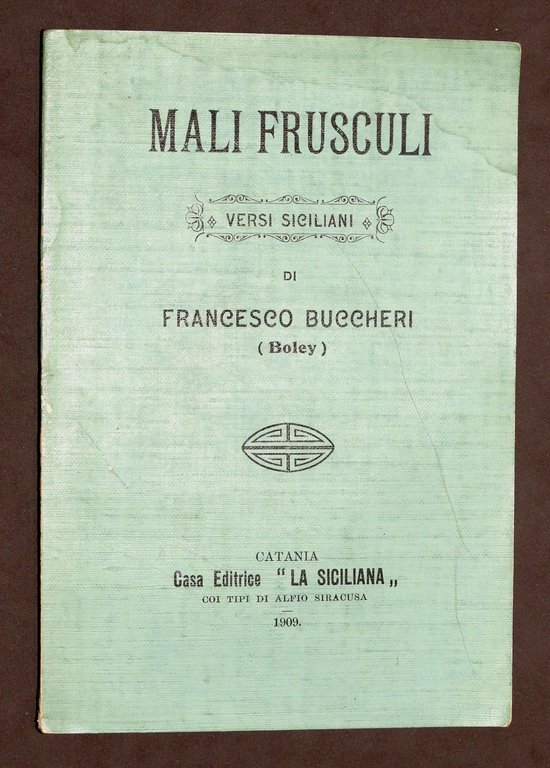 MALI FRUSCULI
VERSI SICILIANI
DI
FRANCESCO BUCCHERI
(Boley)
CATANIA
Casa Editrice "LA SICILIANA„
COI TIPI DI ALFIO SIRACUSA
1909.